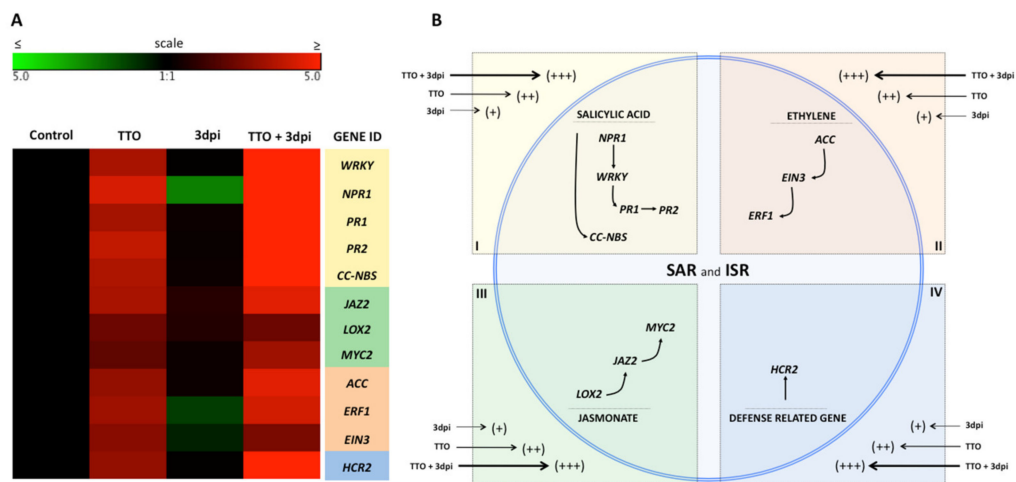 A
≤ scale ≥
5.0 1:1 5.0
Control TTO 3dpi TTO + 3dpi GENE ID
WRKY
NPR1
PR1
PR2
CC-NBS
JAZ2
LOX2
MYC2
ACC
ERF1
EIN3
HCR2
B
TTO + 3dpi (+++)
TTO (++)
3dpi (+)
SALICYLIC ACID
NPR1
WRKY
PR1 PR2
CC-NBS
I
(+++) TTO + 3dpi
(++) TTO
(+) 3dpi
ETHYLENE
ACC
EIN3
ERF1
II
SAR and ISR
III
MYC2
JAZ2
LOX2
JASMONATE
3dpi (+)
TTO (++)
TTO + 3dpi (+++)
IV
HCR2
DEFENSE RELATED GENE
(+) 3dpi
(++) TTO
(+++) TTO + 3dpi